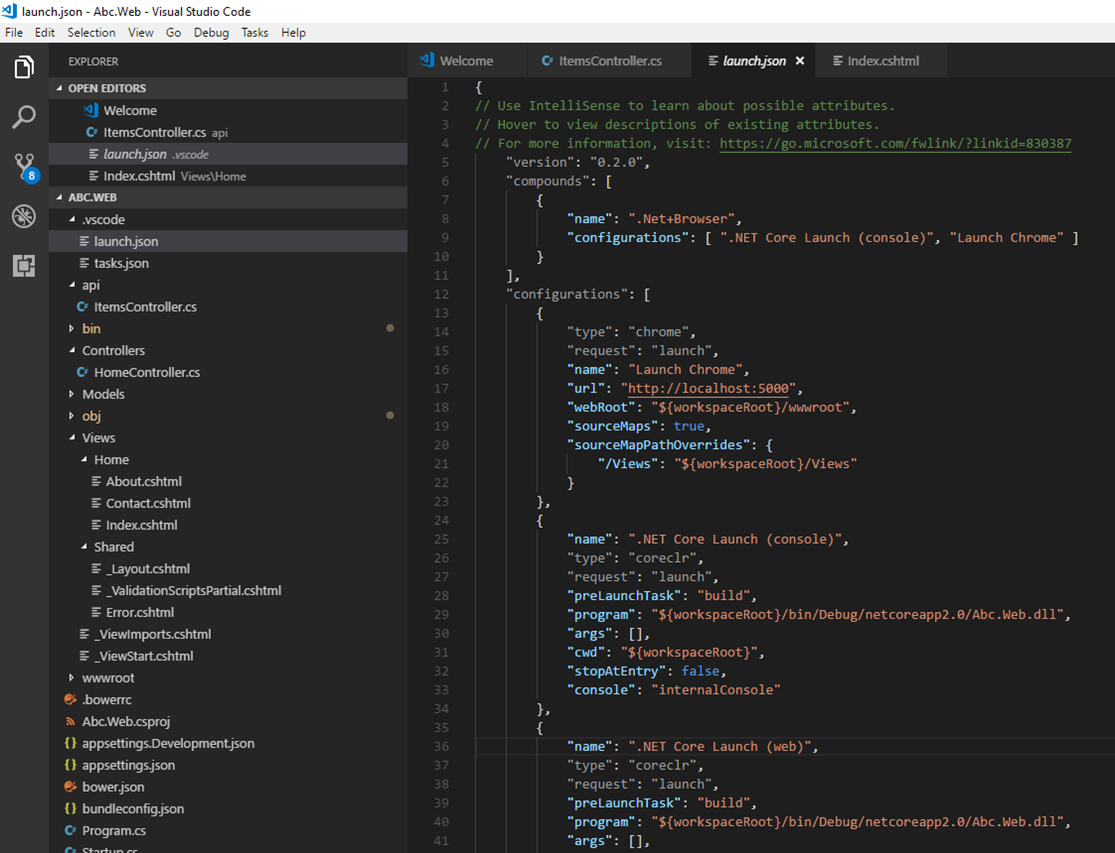 launch.json - Abc.Web - Visual Studio Code
File Edit Selection View Go Debug Tasks Help
EXPLORER
OPEN EDITORS
Welcome
ItemsController.cs api
launch.json .vscode
Index.cshtml Views\Home
8
ABC.WEB
.vscode
launch.json
tasks.json
api
ItemsController.cs
bin
Controllers
HomeController.cs
Models
obj
Views
Home
About.cshtml
Contact.cshtml
Index.cshtml
Shared
_Layout.cshtml
_ValidationScriptsPartial.cshtml
Error.cshtml
_ViewImports.cshtml
_ViewStart.cshtml
wwwroot
.bowerrc
Abc.Web.csproj
appsettings.Development.json
appsettings.json
bower.json
bundleconfig.json
Program.cs
Startup.cs
Welcome ItemsController.cs launch.json Index.cshtml
1 {
2 // Use IntelliSense to learn about possible attributes.
3 // Hover to view descriptions of existing attributes.
4 // For more information, visit: https://go.microsoft.com/fwlink/?linkid=830387
5 "version": "0.2.0",
6 "compounds": [
7 {
8 "name": ".Net+Browser",
9 "configurations": [ ".NET Core Launch (console)", "Launch Chrome" ]
10 }
11 ],
12 "configurations": [
13 {
14 "type": "chrome",
15 "request": "launch",
16 "name": "Launch Chrome",
17 "url": "http://localhost:5000",
18 "webRoot": "${workspaceRoot}/wwwroot",
19 "sourceMaps": true,
20 "sourceMapPathOverrides": {
21 "/Views": "${workspaceRoot}/Views"
22 }
23 },
24 {
25 "name": ".NET Core Launch (console)",
26 "type": "coreclr",
27 "request": "launch",
28 "preLaunchTask": "build",
29 "program": "${workspaceRoot}/bin/Debug/netcoreapp2.0/Abc.Web.dll",
30 "args": [],
31 "cwd": "${workspaceRoot}",
32 "stopAtEntry": false,
33 "console": "internalConsole"
34 },
35 {
36 "name": ".NET Core Launch (web)",
37 "type": "coreclr",
38 "request": "launch",
39 "preLaunchTask": "build",
40 "program": "${workspaceRoot}/bin/Debug/netcoreapp2.0/Abc.Web.dll",
41 "args": [],